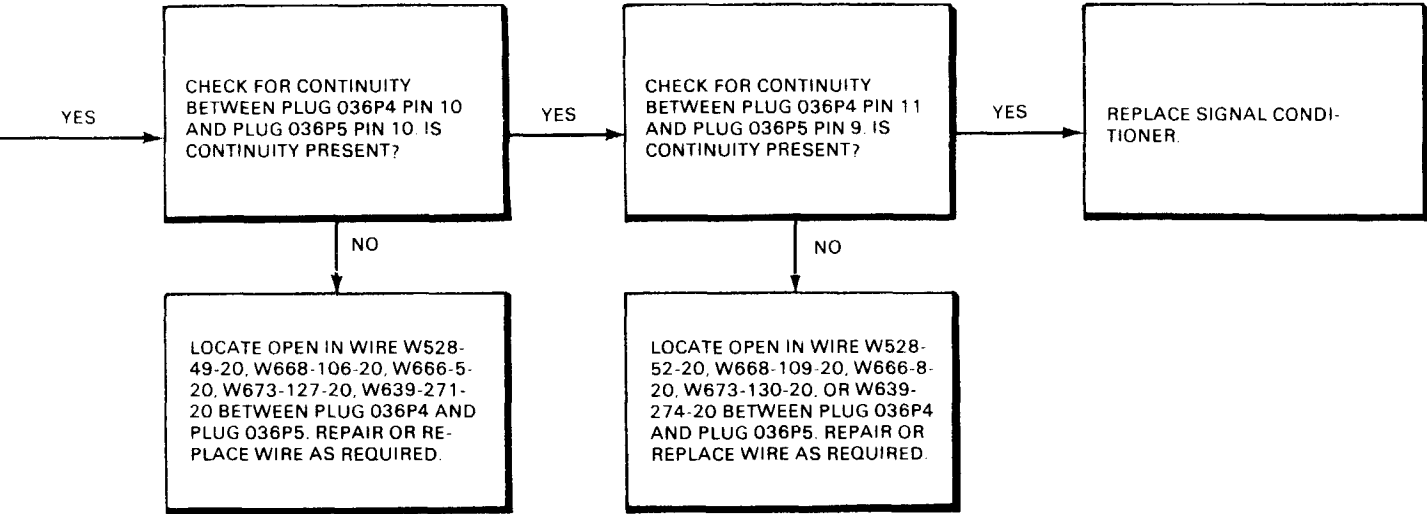 YES
CHECK FOR CONTINUITY
BETWEEN PLUG 036P4 PIN 10
AND PLUG 036P5 PIN 10. IS
CONTINUITY PRESENT?
YES
CHECK FOR CONTINUITY
BETWEEN PLUG 036P4 PIN 11
AND PLUG 036P5 PIN 9. IS
CONTINUITY PRESENT?
YES
REPLACE SIGNAL CONDI-
TIONER.
NO
LOCATE OPEN IN WIRE W528-
49-20, W668-106-20, W666-5-
20, W673-127-20, W639-271-
20 BETWEEN PLUG 036P4 AND
PLUG 036P5. REPAIR OR RE-
PLACE WIRE AS REQUIRED.
NO
LOCATE OPEN IN WIRE W528-
52-20, W668-109-20, W666-8-
20, W673-130-20, OR W639-
274-20 BETWEEN PLUG 036P4
AND PLUG 036P5. REPAIR OR
REPLACE WIRE AS REQUIRED.